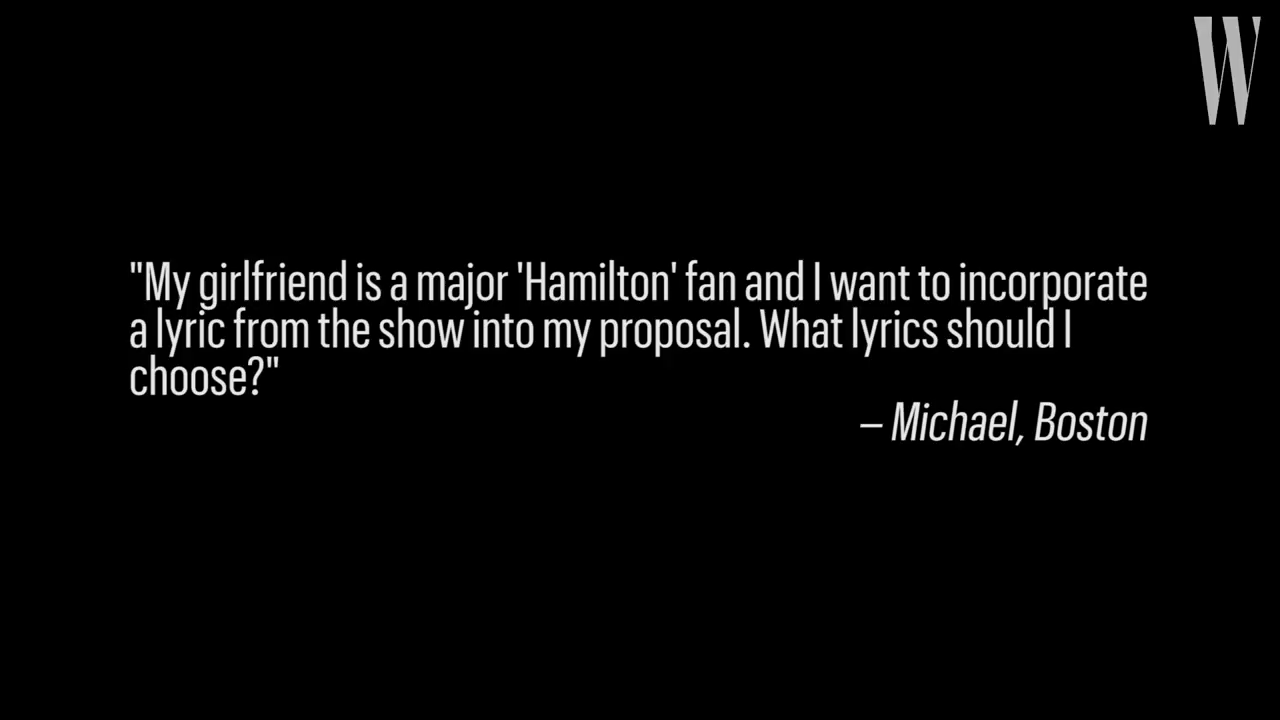 W
"My girlfriend is a major 'Hamilton' fan and I want to incorporate
a lyric from the show into my proposal. What lyrics should I
choose?"
– Michael, Boston